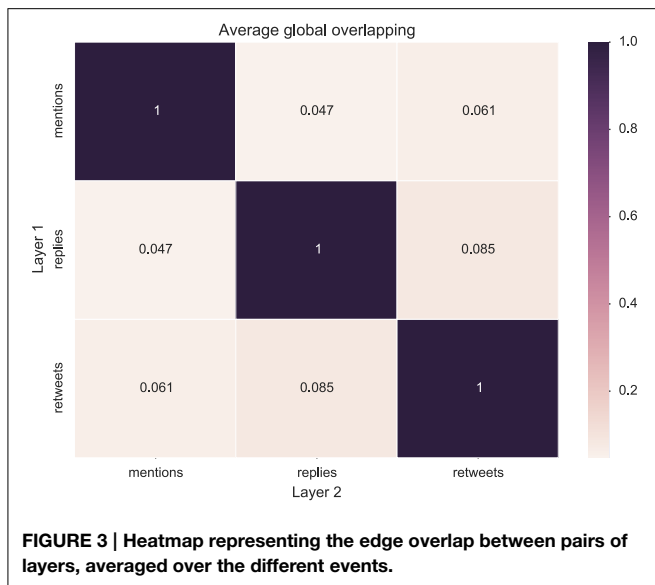 Average global overlapping
mentions
1
0.047
0.061
1.0
0.8
Layer 1
replies
0.047
1
0.085
0.6
0.4
retweets
0.061
0.085
1
0.2
mentions
replies
retweets
Layer 2
FIGURE 3 | Heatmap representing the edge overlap between pairs of
layers, averaged over the different events.